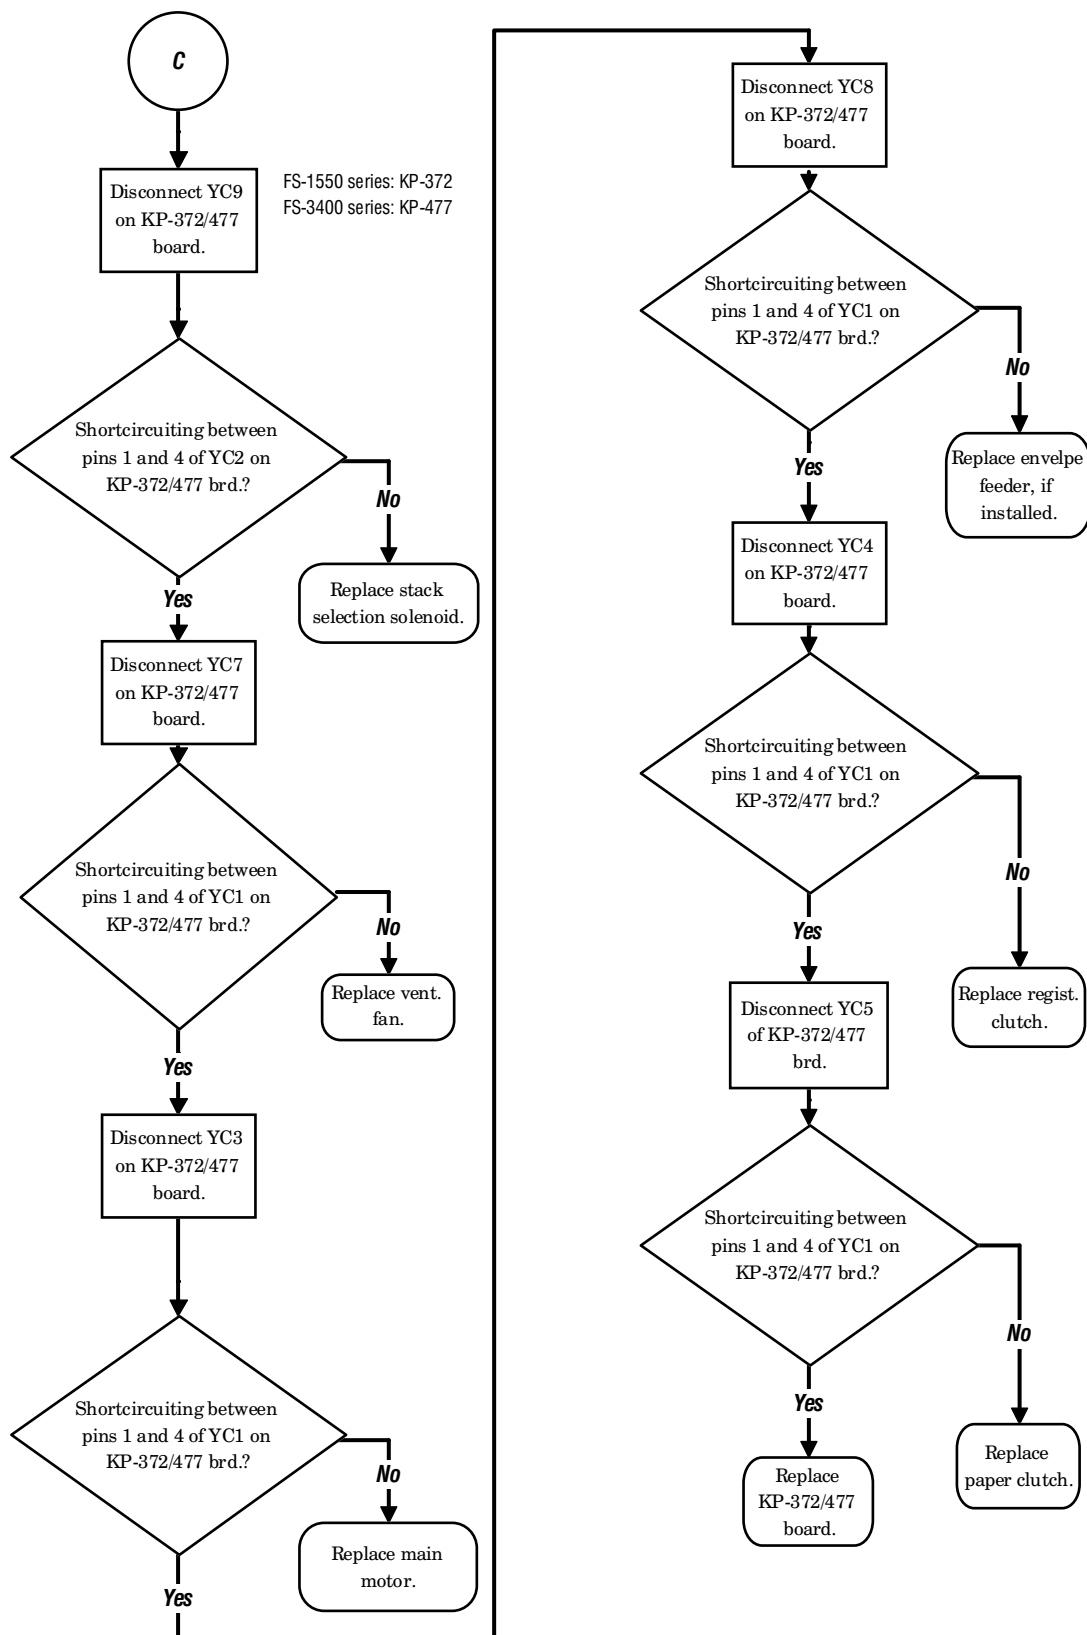 C
Disconnect YC9
on KP-372/477
board.
FS-1550 series: KP-372
FS-3400 series: KP-477
Shortcircuiting between
pins 1 and 4 of YC2 on
KP-372/477 brd.?
No
Replace stack
selection solenoid.
Yes
Disconnect YC7
on KP-372/477
board.
Shortcircuiting between
pins 1 and 4 of YC1 on
KP-372/477 brd.?
No
Replace vent.
fan.
Yes
Disconnect YC3
on KP-372/477
board.
Shortcircuiting between
pins 1 and 4 of YC1 on
KP-372/477 brd.?
No
Replace main
motor.
Yes
Disconnect YC8
on KP-372/477
board.
Shortcircuiting between
pins 1 and 4 of YC1 on
KP-372/477 brd.?
No
Replace envelpe
feeder, if
installed.
Yes
Disconnect YC4
on KP-372/477
board.
Shortcircuiting between
pins 1 and 4 of YC1 on
KP-372/477 brd.?
No
Replace regist.
clutch.
Yes
Disconnect YC5
of KP-372/477
brd.
Shortcircuiting between
pins 1 and 4 of YC1 on
KP-372/477 brd.?
No
Replace
paper clutch.
Yes
Replace
KP-372/477
board.